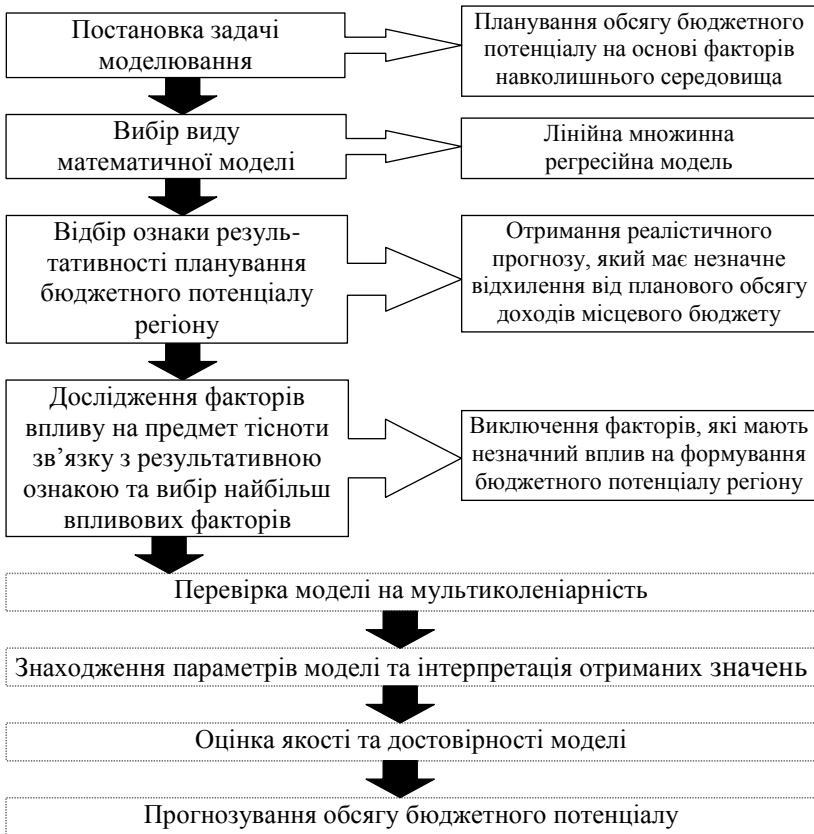 Постановка задачі
моделювання
Планування обсягу бюджетного
потенціалу на основі факторів
навколишнього середовища
Вибір виду
математичної моделі
Лінійна множинна
регресійна модель
Відбір ознаки резуль-
тативності планування
бюджетного потенціалу
регіону
Отримання реалістичного
прогнозу, який має незначне
відхилення від планового обсягу
доходів місцевого бюджету
Дослідження факторів
впливу на предмет тісноти
зв’язку з результативною
ознакою та вибір найбільш
впливових факторів
Виключення факторів, які мають
незначний вплив на формування
бюджетного потенціалу регіону
Перевірка моделі на мультиколеніарність
Знаходження параметрів моделі та інтерпретація отриманих значень
Оцінка якості та достовірності моделі
Прогнозування обсягу бюджетного потенціалу